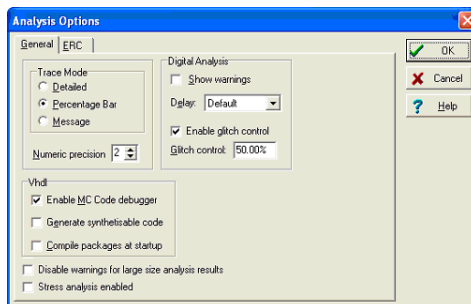 Analysis Options
General
ERC
Trace Mode
Detailed
Percentage Bar
Message
Numeric precision 2
Digital Analysis
Show warnings
Delay: Default
Enable glitch control
Glitch control: 50.00%
Vhdl
Enable MC Code debugger
Generate synthetisable code
Compile packages at startup
Disable warnings for large size analysis results
Stress analysis enabled
OK
Cancel
? Help